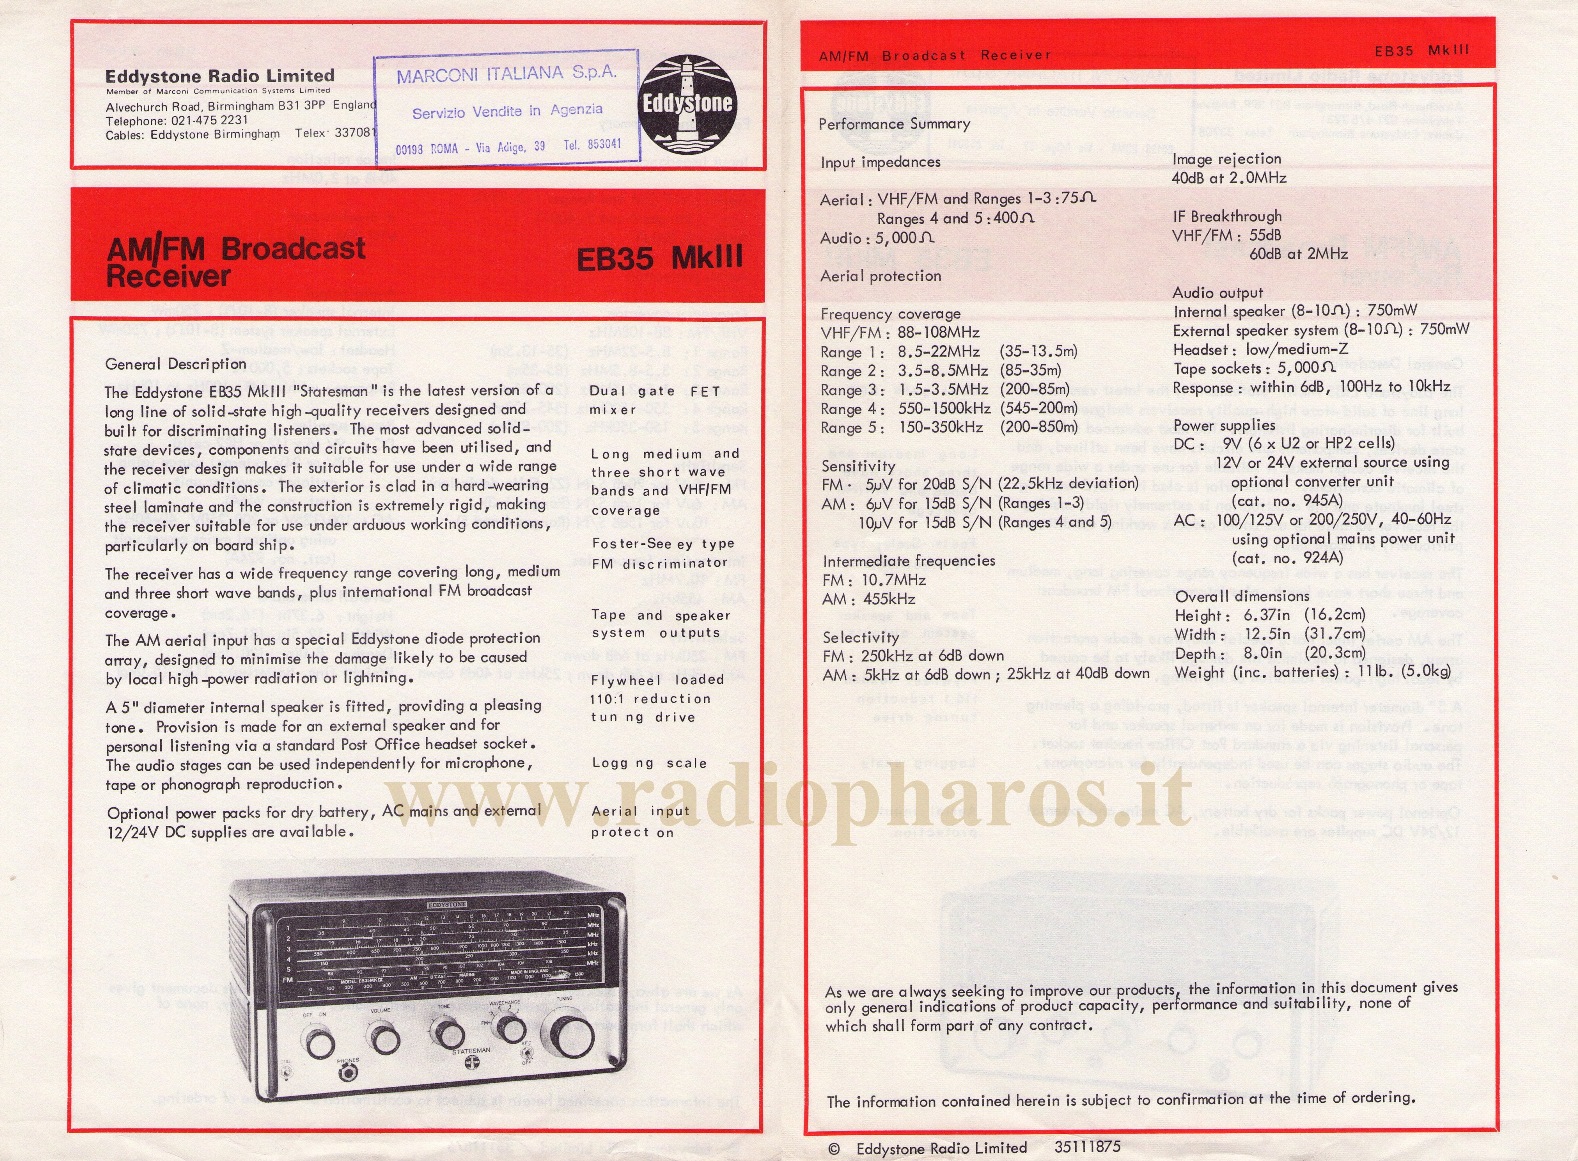 Eddystone Radio Limited
Member of Marconi Communication Systems Limited
Alvechurch Road, Birmingham B31 3PP England
Telephone: 021-475 2231
Cables: Eddystone Birmingham Telex 337081
MARCONI ITALIANA S.p.A.
Servizio Vendite in Agenzia
00198 ROMA - Via Adige, 39 Tel. 853041
Eddystone
AM/FM Broadcast
Receiver
EB35 MkIII
General Description
The Eddystone EB35 MkIII "Statesman" is the latest version of a
long line of solid-state high-quality receivers designed and
built for discriminating listeners. The most advanced solid-
state devices, components and circuits have been utilised, and
the receiver design makes it suitable for use under a wide range
of climatic conditions. The exterior is clad in a hard-wearing
steel laminate and the construction is extremely rigid, making
the receiver suitable for use under arduous working conditions,
particularly on board ship.
The receiver has a wide frequency range covering long, medium
and three short wave bands, plus international FM broadcast
coverage.
The AM aerial input has a special Eddystone diode protection
array, designed to minimise the damage likely to be caused
by local high-power radiation or lightning.
A 5" diameter internal speaker is fitted, providing a pleasing
tone. Provision is made for an external speaker and for
personal listening via a standard Post Office headset socket.
The audio stages can be used independently for microphone,
tape or phonograph reproduction.
Optional power packs for dry battery, AC mains and external
12/24V DC supplies are available.
Dual gate FET
mixer
Long medium and
three short wave
bands and VHF/FM
coverage
Foster-See ey type
FM discriminator
Tape and speaker
system outputs
Flywheel loaded
110:1 reduction
tun ng drive
Logg ng scale
Aerial input
protect on
EDDYSTONE
OFF ON
VOLUME
TONE
WAVECHANGE
TUNING
PHONES
STATESMAN
www.radiopharos.it
AM/FM Broadcast Receiver
EB35 MkIII
Performance Summary
Input impedances
Aerial : VHF/FM and Ranges 1-3 :75Ω
Ranges 4 and 5 :400Ω
Audio : 5,000Ω
Aerial protection
Frequency coverage
VHF/FM : 88-108MHz
Range 1 : 8.5-22MHz (35-13.5m)
Range 2 : 3.5-8.5MHz (85-35m)
Range 3 : 1.5-3.5MHz (200-85m)
Range 4 : 550-1500kHz (545-200m)
Range 5 : 150-350kHz (200-850m)
Sensitivity
FM · 5µV for 20dB S/N (22.5kHz deviation)
AM : 6µV for 15dB S/N (Ranges 1-3)
10µV for 15dB S/N (Ranges 4 and 5)
Intermediate frequencies
FM : 10.7MHz
AM : 455kHz
Selectivity
FM : 250kHz at 6dB down
AM : 5kHz at 6dB down ; 25kHz at 40dB down
Image rejection
40dB at 2.0MHz
IF Breakthrough
VHF/FM : 55dB
60dB at 2MHz
Audio output
Internal speaker (8-10Ω) : 750mW
External speaker system (8-10Ω) : 750mW
Headset : low/medium-Z
Tape sockets : 5,000Ω
Response : within 6dB, 100Hz to 10kHz
Power supplies
DC : 9V (6 x U2 or HP2 cells)
12V or 24V external source using
optional converter unit
(cat. no. 945A)
AC : 100/125V or 200/250V, 40-60Hz
using optional mains power unit
(cat. no. 924A)
Overall dimensions
Height : 6.37in (16.2cm)
Width : 12.5in (31.7cm)
Depth : 8.0in (20.3cm)
Weight (inc. batteries) : 11lb. (5.0kg)
As we are always seeking to improve our products, the information in this document gives
only general indications of product capacity, performance and suitability, none of
which shall form part of any contract.
The information contained herein is subject to confirmation at the time of ordering.
© Eddystone Radio Limited 35111875